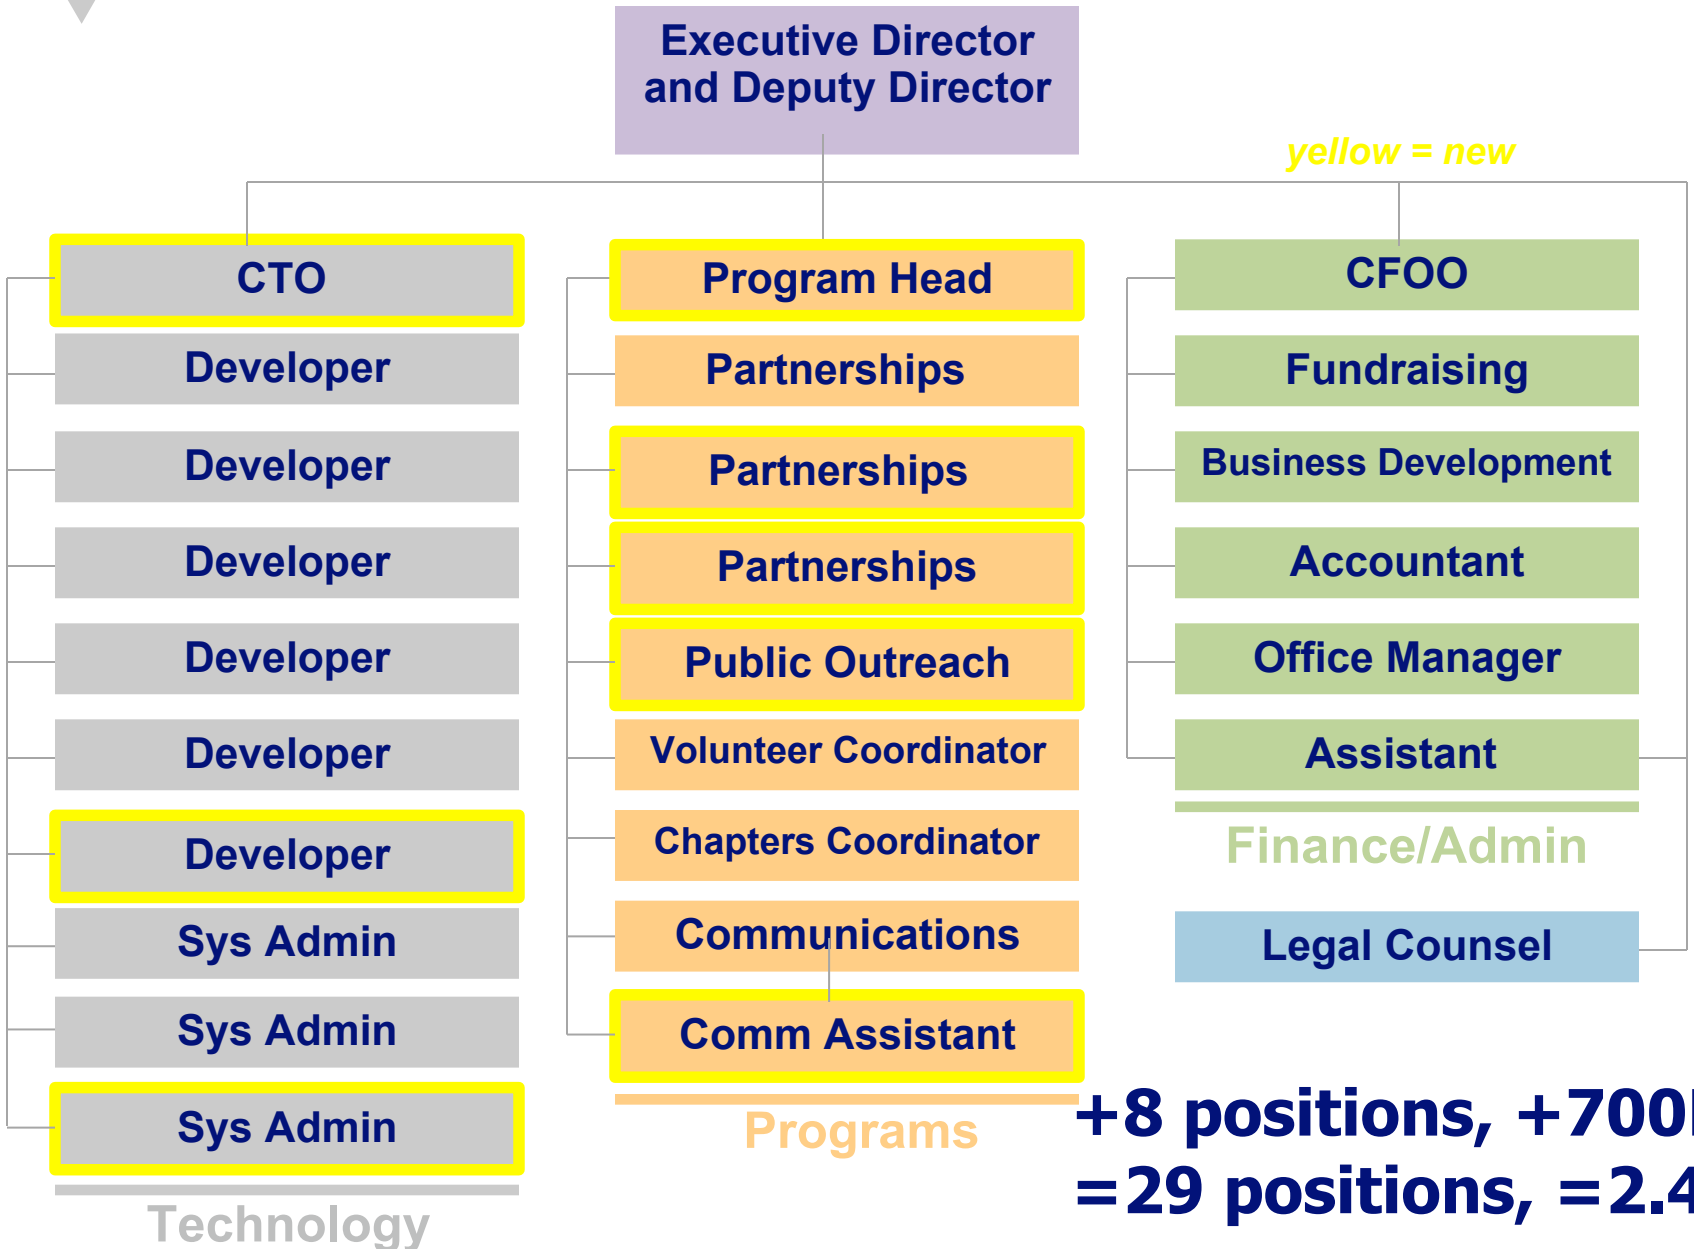 Executive Director
and Deputy Director
yellow = new
CTO
Developer
Developer
Developer
Developer
Developer
Developer
Sys Admin
Sys Admin
Sys Admin
Technology
Program Head
Partnerships
Partnerships
Partnerships
Public Outreach
Volunteer Coordinator
Chapters Coordinator
Communications
Comm Assistant
Programs
CFOO
Fundraising
Business Development
Accountant
Office Manager
Assistant
Finance/Admin
Legal Counsel
+8 positions, +700
=29 positions, =2.4